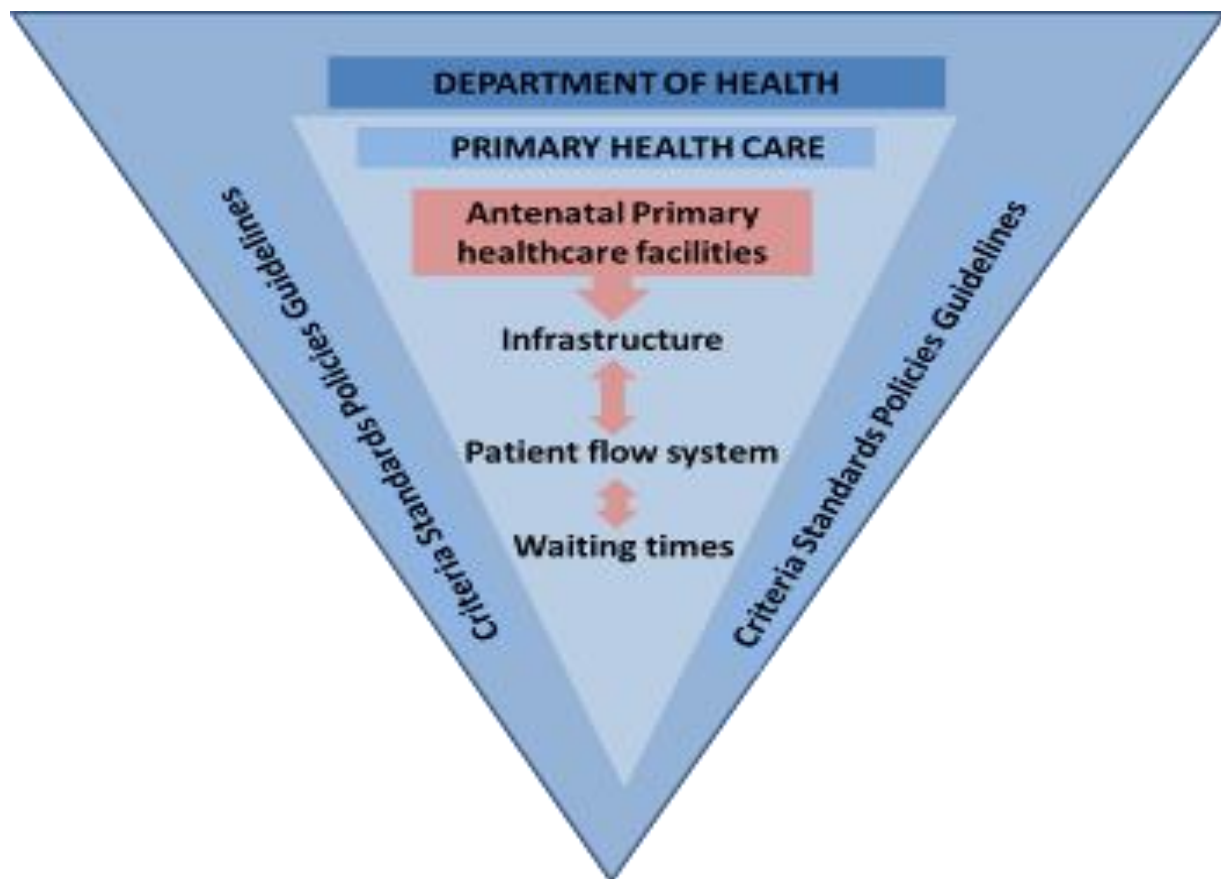 DEPARTMENT OF HEALTH
PRIMARY HEALTH CARE
Antenatal Primary
healthcare facilities
Infrastructure
Patient flow system
Waiting times
Criteria Standards Policies Guidelines
Criteria Standards Policies Guidelines